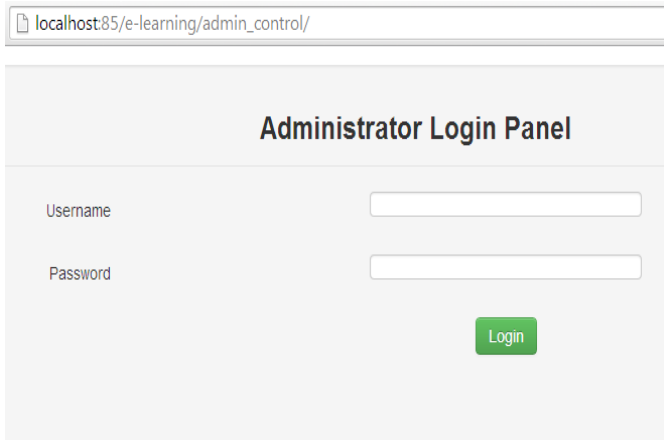 localhost:85/e-learning/admin_control/
Administrator Login Panel
Username
Password
Login